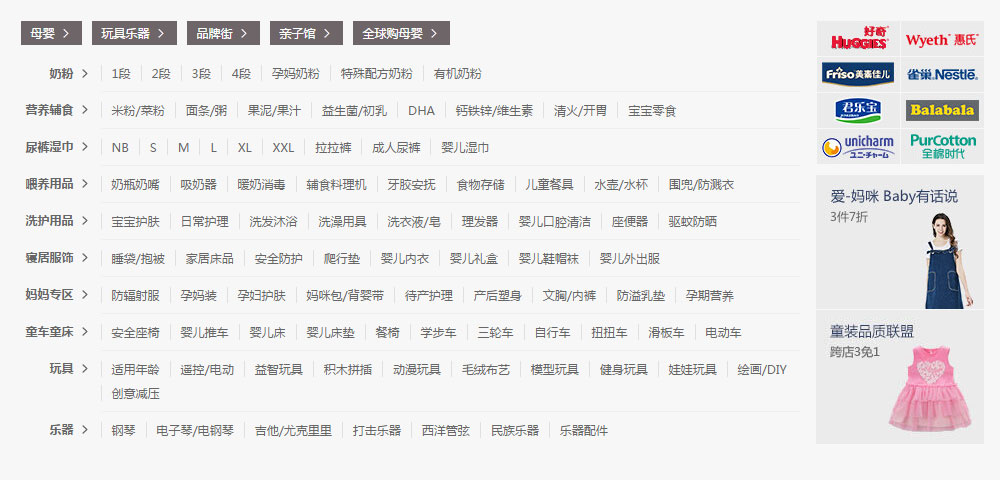 母婴 玩具乐器 品牌街 亲子馆 全球购母婴
奶粉 1段 2段 3段 4段 孕妈奶粉 特殊配方奶粉 有机奶粉
营养辅食 米粉/菜粉 面条/粥 果泥/果汁 益生菌/初乳 DHA 钙铁锌/维生素 清火/开胃 宝宝零食
尿裤湿巾 NB S M L XL XXL 拉拉裤 成人尿裤 婴儿湿巾
喂养用品 奶瓶奶嘴 吸奶器 暖奶消毒 辅食料理机 牙胶安抚 食物存储 儿童餐具 水壶/水杯 围兜/防溅衣
洗护用品 宝宝护肤 日常护理 洗发沐浴 洗澡用具 洗衣液/皂 理发器 婴儿口腔清洁 座便器 驱蚊防晒
寝居服饰 睡袋/抱被 家居床品 安全防护 爬行垫 婴儿内衣 婴儿礼盒 婴儿鞋帽袜 婴儿外出服
妈妈专区 防辐射服 孕妈装 孕妇护肤 妈咪包/背婴带 待产护理 产后塑身 文胸/内裤 防溢乳垫 孕期营养
童车童床 安全座椅 婴儿推车 婴儿床 婴儿床垫 餐椅 学步车 三轮车 自行车 扭扭车 滑板车 电动车
玩具 适用年龄 遥控/电动 益智玩具 积木拼插 动漫玩具 毛绒布艺 模型玩具 健身玩具 娃娃玩具 绘画/DIY
创意减压
乐器 钢琴 电子琴/电钢琴 吉他/尤克里里 打击乐器 西洋管弦 民族乐器 乐器配件
好奇
HUGGIES Wyeth 惠氏
Friso 美素佳儿 雀巢 Nestlé
君乐宝 Balabala
unicharm
ユニ・チャーム
PurCotton
全棉时代
爱-妈咪 Baby有话说
3件7折
童装品质联盟
跨店3免1